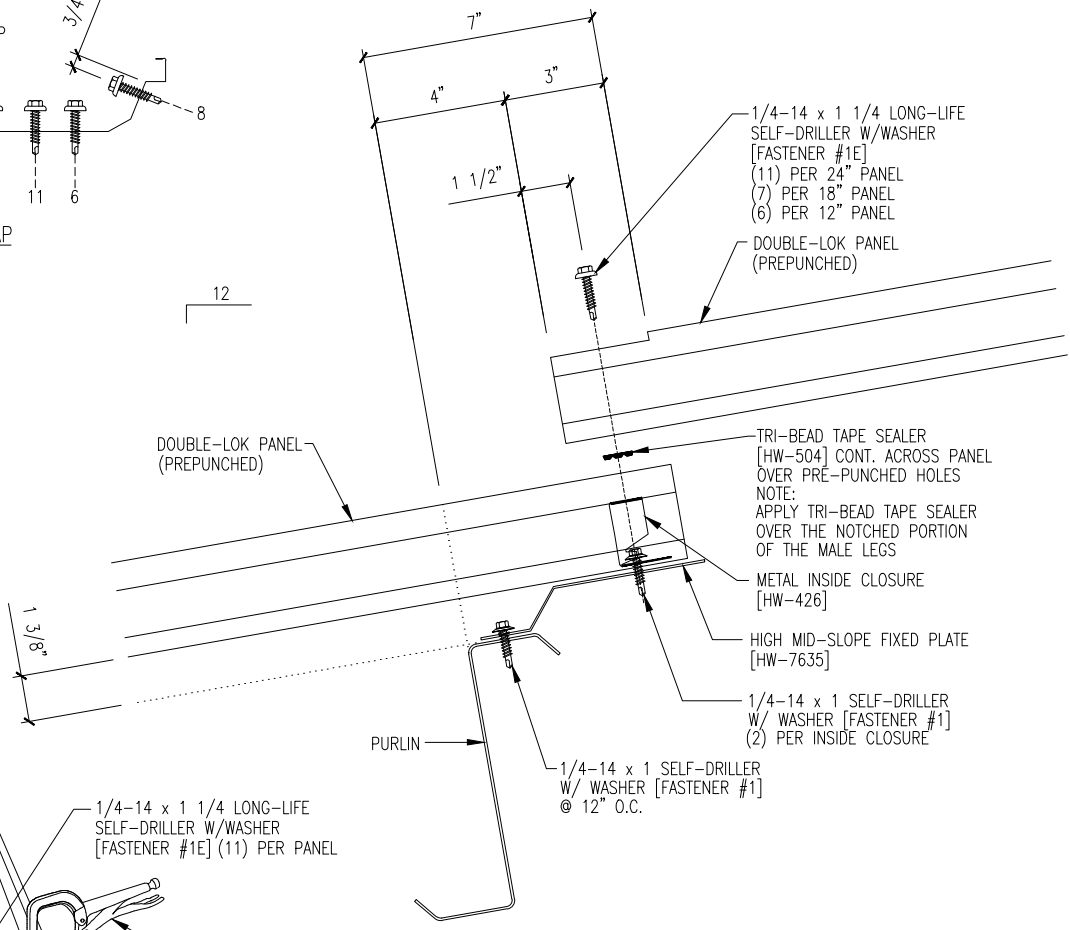 3/4
8
11
6
7"
4"
3"
1 1/2"
1/4-14 x 1 1/4 LONG-LIFE
SELF-DRILLER W/WASHER
[FASTENER #1E]
(11) PER 24" PANEL
(7) PER 18" PANEL
(6) PER 12" PANEL
DOUBLE-LOK PANEL
(PREPUNCHED)
12
DOUBLE-LOK PANEL
(PREPUNCHED)
TRI-BEAD TAPE SEALER
[HW-504] CONT. ACROSS PANEL
OVER PRE-PUNCHED HOLES
NOTE:
APPLY TRI-BEAD TAPE SEALER
OVER THE NOTCHED PORTION
OF THE MALE LEGS
METAL INSIDE CLOSURE
[HW-426]
HIGH MID-SLOPE FIXED PLATE
[HW-7635]
1/4-14 x 1 SELF-DRILLER
W/ WASHER [FASTENER #1]
(2) PER INSIDE CLOSURE
1 3/8"
PURLIN
1/4-14 x 1 SELF-DRILLER
W/ WASHER [FASTENER #1]
@ 12" O.C.
1/4-14 x 1 1/4 LONG-LIFE
SELF-DRILLER W/WASHER
[FASTENER #1E] (11) PER PANEL